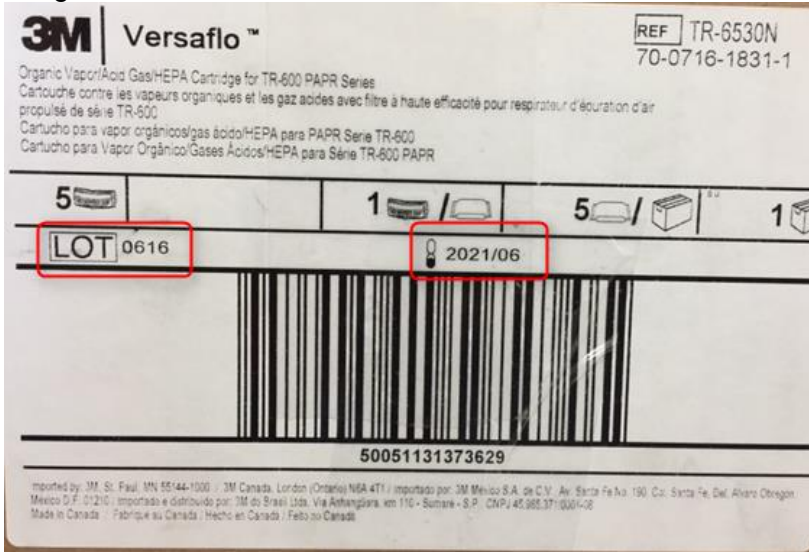 3M Versaflo™
REF TR-6530N
70-0716-1831-1
Organic Vapor/Acid Gas/HEPA Cartridge for TR-600 PAPR Series
Cartouche contre les vapeurs organiques et les gaz acides avec filtre à haute efficacité pour respirateur d'épuration d'air
propulsé de série TR-600
Cartucho para vapor orgánicos/gas ácido/HEPA para PAPR Serie TR-600
Cartucho para Vapor Orgânico/Gases Ácidos/HEPA para Série TR-600 PAPR
5 1 / 5 / 1
LOT 0616 2021/06
50051131373629
Imported by: 3M, St. Paul, MN 55144-1000 / 3M Canada, London (Ontario) N6A 4T1 / Importado por: 3M México S.A. de C.V. Av. Santa Fe No. 190, Col. Santa Fe, Del. Alvaro Obregon,
México D.F. 01210 / Importado e distribuido por: 3M do Brasil Ltda. Via Anhanguera, km 110 - Sumaré - S.P. CNPJ 45.985.371/0001-08
Made in Canada / Fabriqué au Canada / Hecho en Canadá / Feito no Canadá